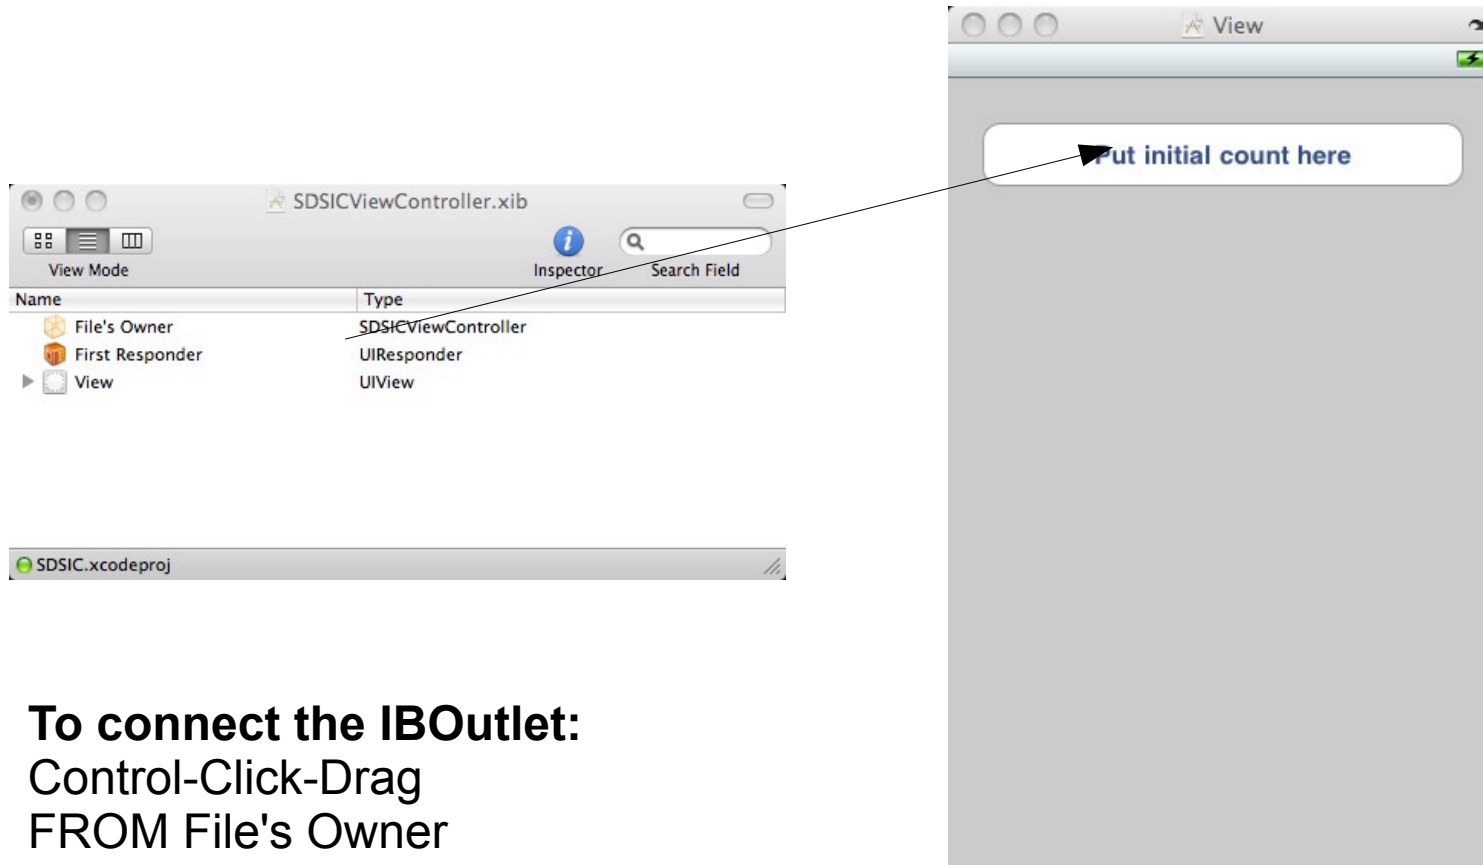 View
Put initial count here
SDSICViewController.xib
View Mode
Inspector
Search Field
Name Type
File's Owner SDSICViewController
First Responder UIResponder
View UIView
SDSIC.xcodeproj
To connect the IBOutlet:
Control-Click-Drag
FROM File's Owner